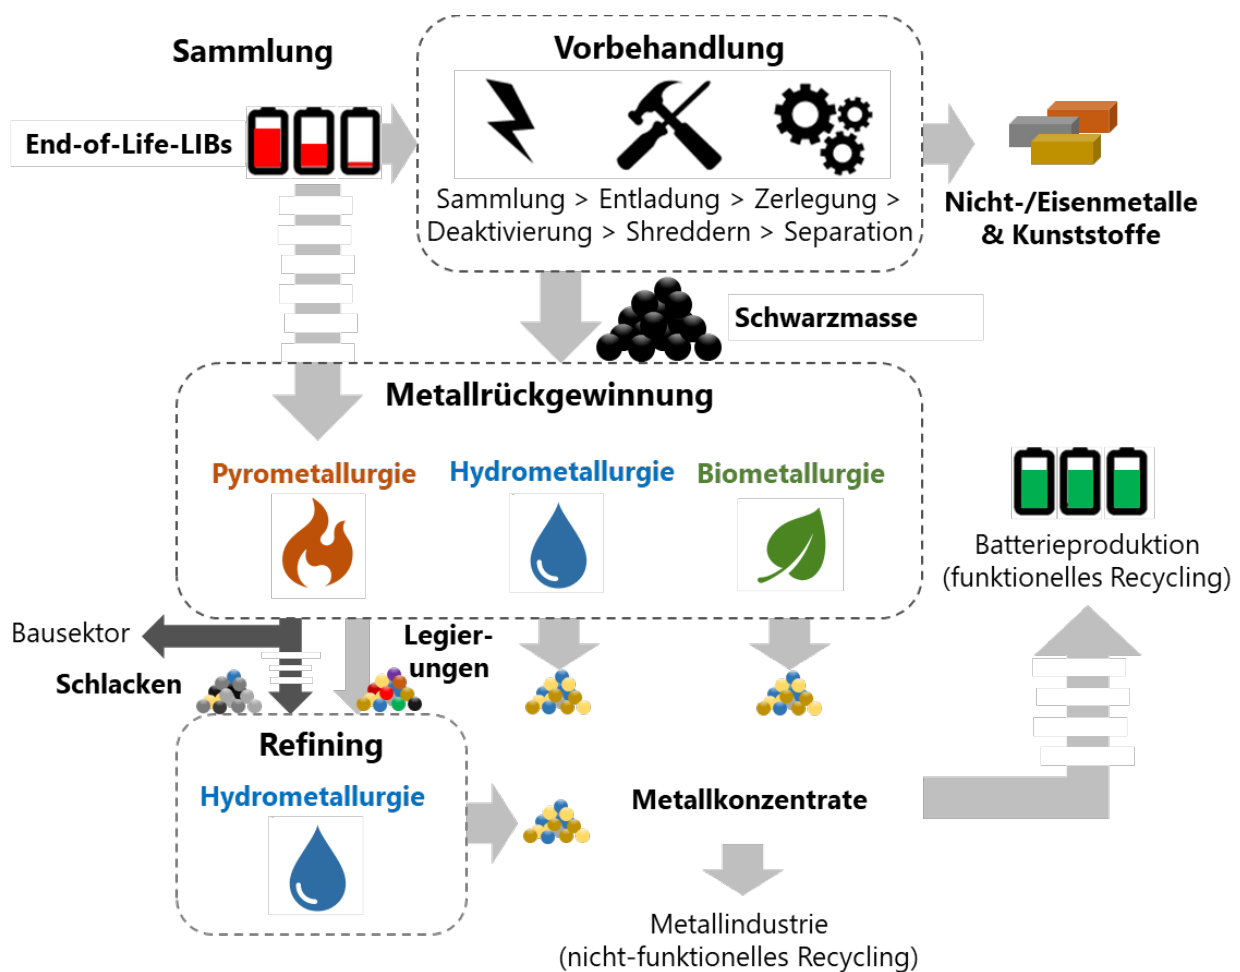 Sammlung
Vorbehandlung
End-of-Life-LIBs
Sammlung > Entladung > Zerlegung >
Deaktivierung > Shreddern > Separation
Nicht-/Eisenmetalle
& Kunststoffe
Schwarzmasse
Metallrückgewinnung
Pyrometallurgie
Hydrometallurgie
Biometallurgie
Batterieproduktion
(funktionelles Recycling)
Bausektor
Schlacken
Legier-
ungen
Refining
Hydrometallurgie
Metallkonzentrate
Metallindustrie
(nicht-funktionelles Recycling)